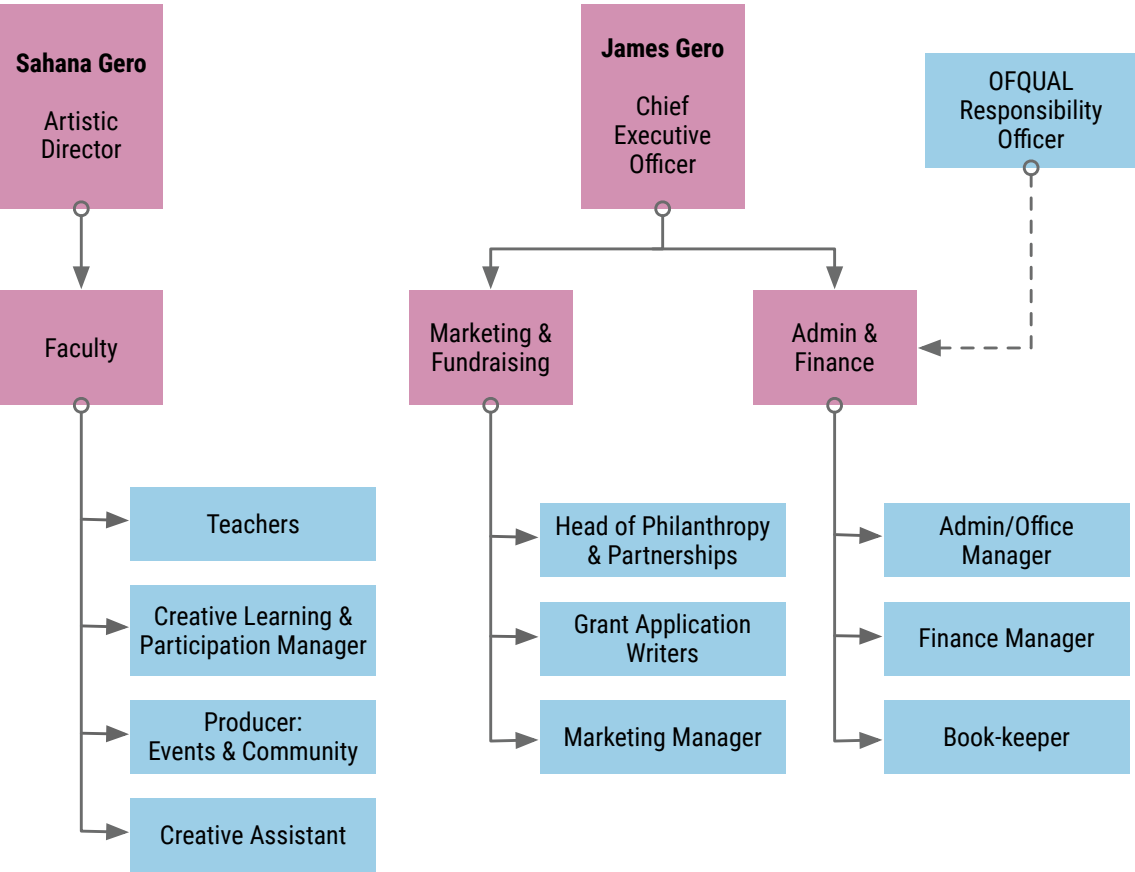 Sahana Gero
Artistic
Director
James Gero
Chief
Executive
Officer
OFQUAL
Responsibility
Officer
Faculty
Marketing &
Fundraising
Admin &
Finance
Teachers
Creative Learning &
Participation Manager
Producer:
Events & Community
Creative Assistant
Head of Philanthropy
& Partnerships
Grant Application
Writers
Marketing Manager
Admin/Office
Manager
Finance Manager
Book-keeper